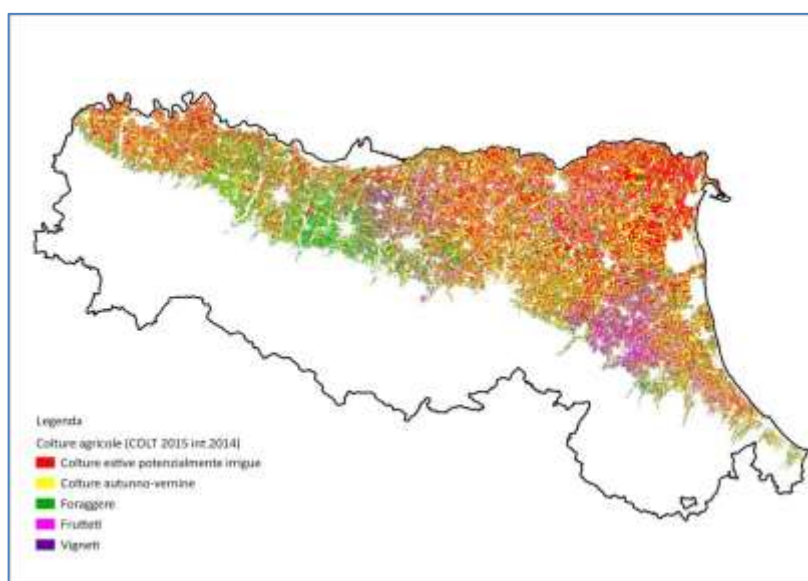 Legenda
Colture agricole (COLT 2015 int.2014)
Colture estive potenzialmente irrigue
Colture autunno-vernine
Foraggere
Frutteti
Vigneti